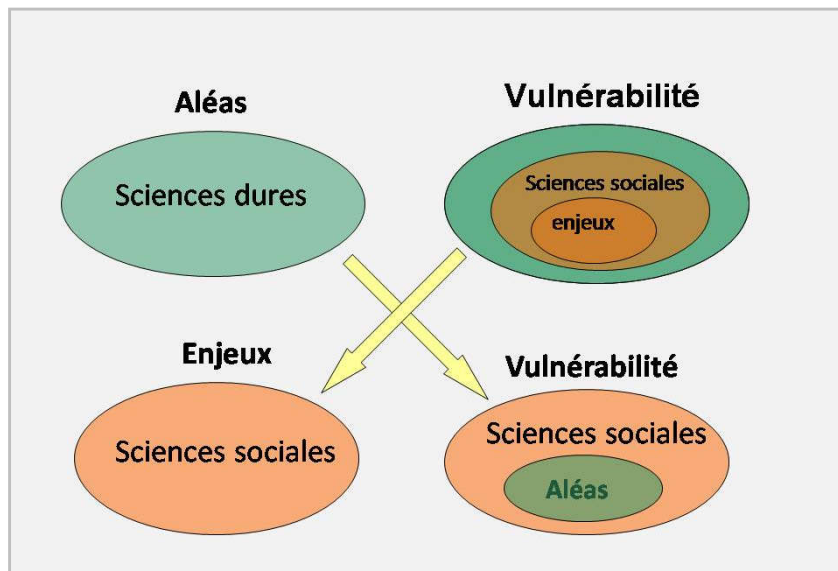 Aléas
Vulnérabilité
Sciences dures
Sciences sociales
enjeux
Enjeux
Vulnérabilité
Sciences sociales
Sciences sociales
Aléas